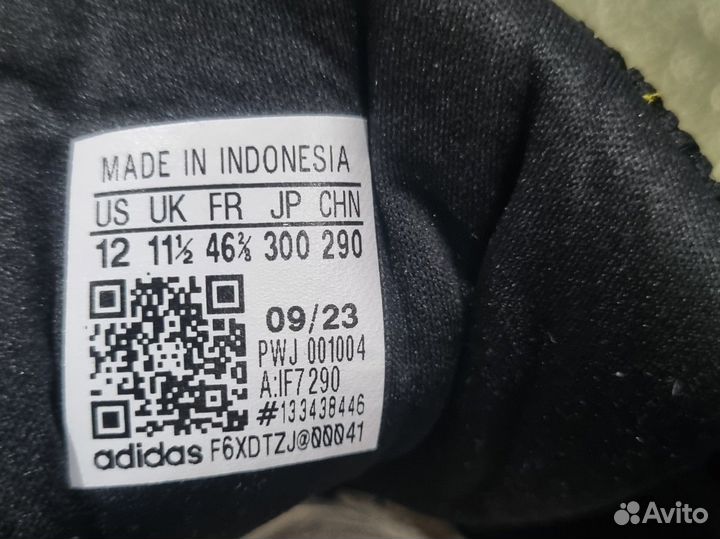 MADE IN INDONESIA
US UK FR JP CHN
12 11½ 46⅔ 300 290
09/23
PWJ 001004
A:IF7290
#133438446
adidas F6XDTZJ@00041
Avito